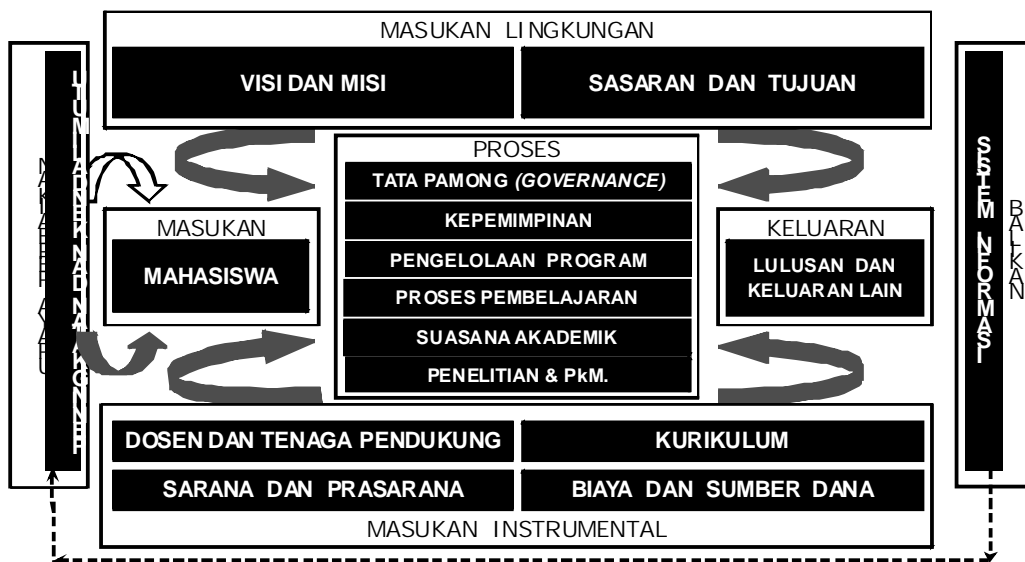 MASUKAN LINGKUNGAN
VISI DAN MISI
SASARAN DAN TUJUAN
PROSES
TATA PAMONG (GOVERNANCE)
KEPEMIMPINAN
PENGELOLAAN PROGRAM
PROSES PEMBELAJARAN
SUASANA AKADEMIK
PENELITIAN & PkM.
MASUKAN
MAHASISWA
KELUARAN
LULUSAN DAN
KELUARAN LAIN
DOSEN DAN TENAGA PENDUKUNG
KURIKULUM
SARANA DAN PRASARANA
BIAYA DAN SUMBER DANA
MASUKAN INSTRUMENTAL
SISTEM INFORMASI
BALIKAN